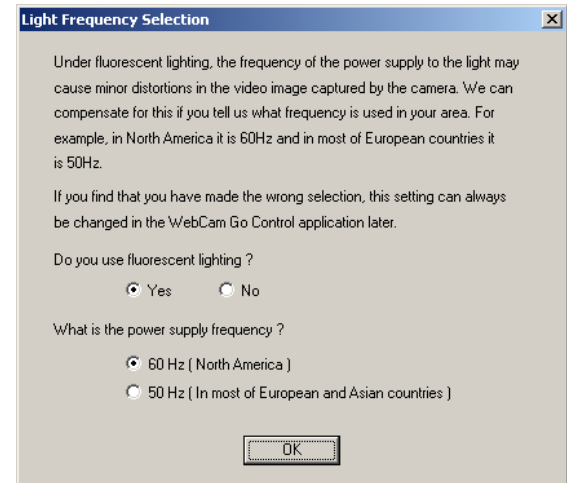 Light Frequency Selection
Under fluorescent lighting, the frequency of the power supply to the light may
cause minor distortions in the video image captured by the camera. We can
compensate for this if you tell us what frequency is used in your area. For
example, in North America it is 60Hz and in most of European countries it
is 50Hz.
If you find that you have made the wrong selection, this setting can always
be changed in the WebCam Go Control application later.
Do you use fluorescent lighting ?
Yes No
What is the power supply frequency ?
60 Hz ( North America )
50 Hz ( In most of European and Asian countries )
OK